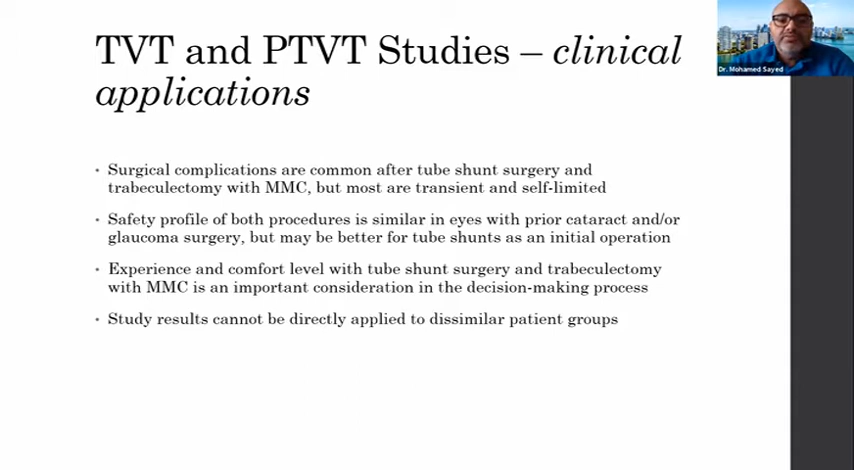 TVT and PTVT Studies – clinical
applications
Dr. Mohamed Sayed
• Surgical complications are common after tube shunt surgery and
trabeculectomy with MMC, but most are transient and self-limited
• Safety profile of both procedures is similar in eyes with prior cataract and/or
glaucoma surgery, but may be better for tube shunts as an initial operation
• Experience and comfort level with tube shunt surgery and trabeculectomy
with MMC is an important consideration in the decision-making process
• Study results cannot be directly applied to dissimilar patient groups